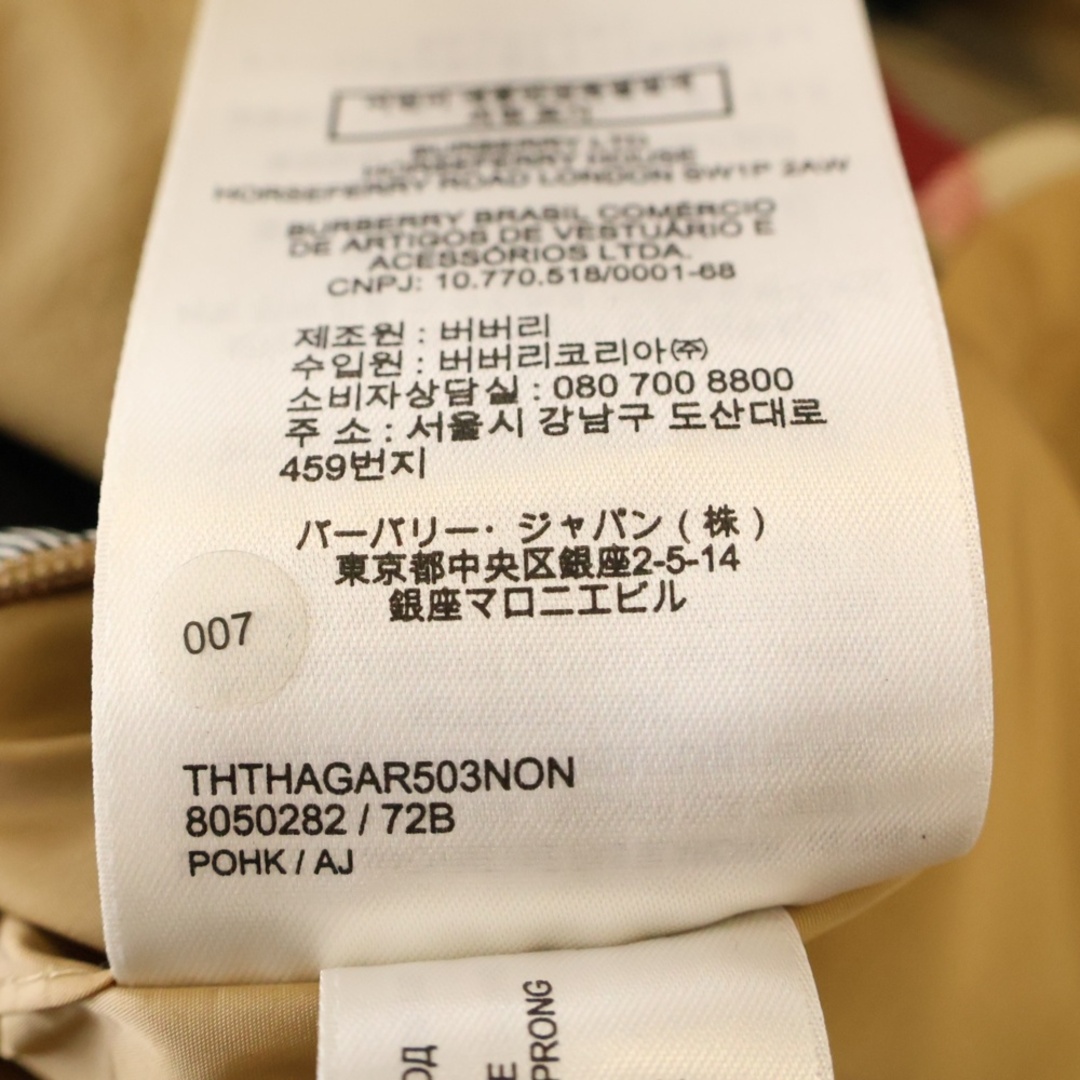 BURBERRY LTD
HORSEFERRY HOUSE
HORSEFERRY ROAD LONDON SW1P 2AW
BURBERRY BRASIL COMÉRCIO
DE ARTIGOS DE VESTUÁRIO E
ACESSÓRIOS LTDA.
CNPJ: 10.770.518/0001-68
제조원 : 버버리
수입원 : 버버리코리아㈜
소비자상담실 : 080 700 8800
주 소 : 서울시 강남구 도산대로
459번지
バーバリー· ジャパン ( 株 )
東京都中央区銀座2-5-14
銀座マロニエビル
007
THTHAGAR503NON
8050282 / 72B
POHK / AJ
PRONG